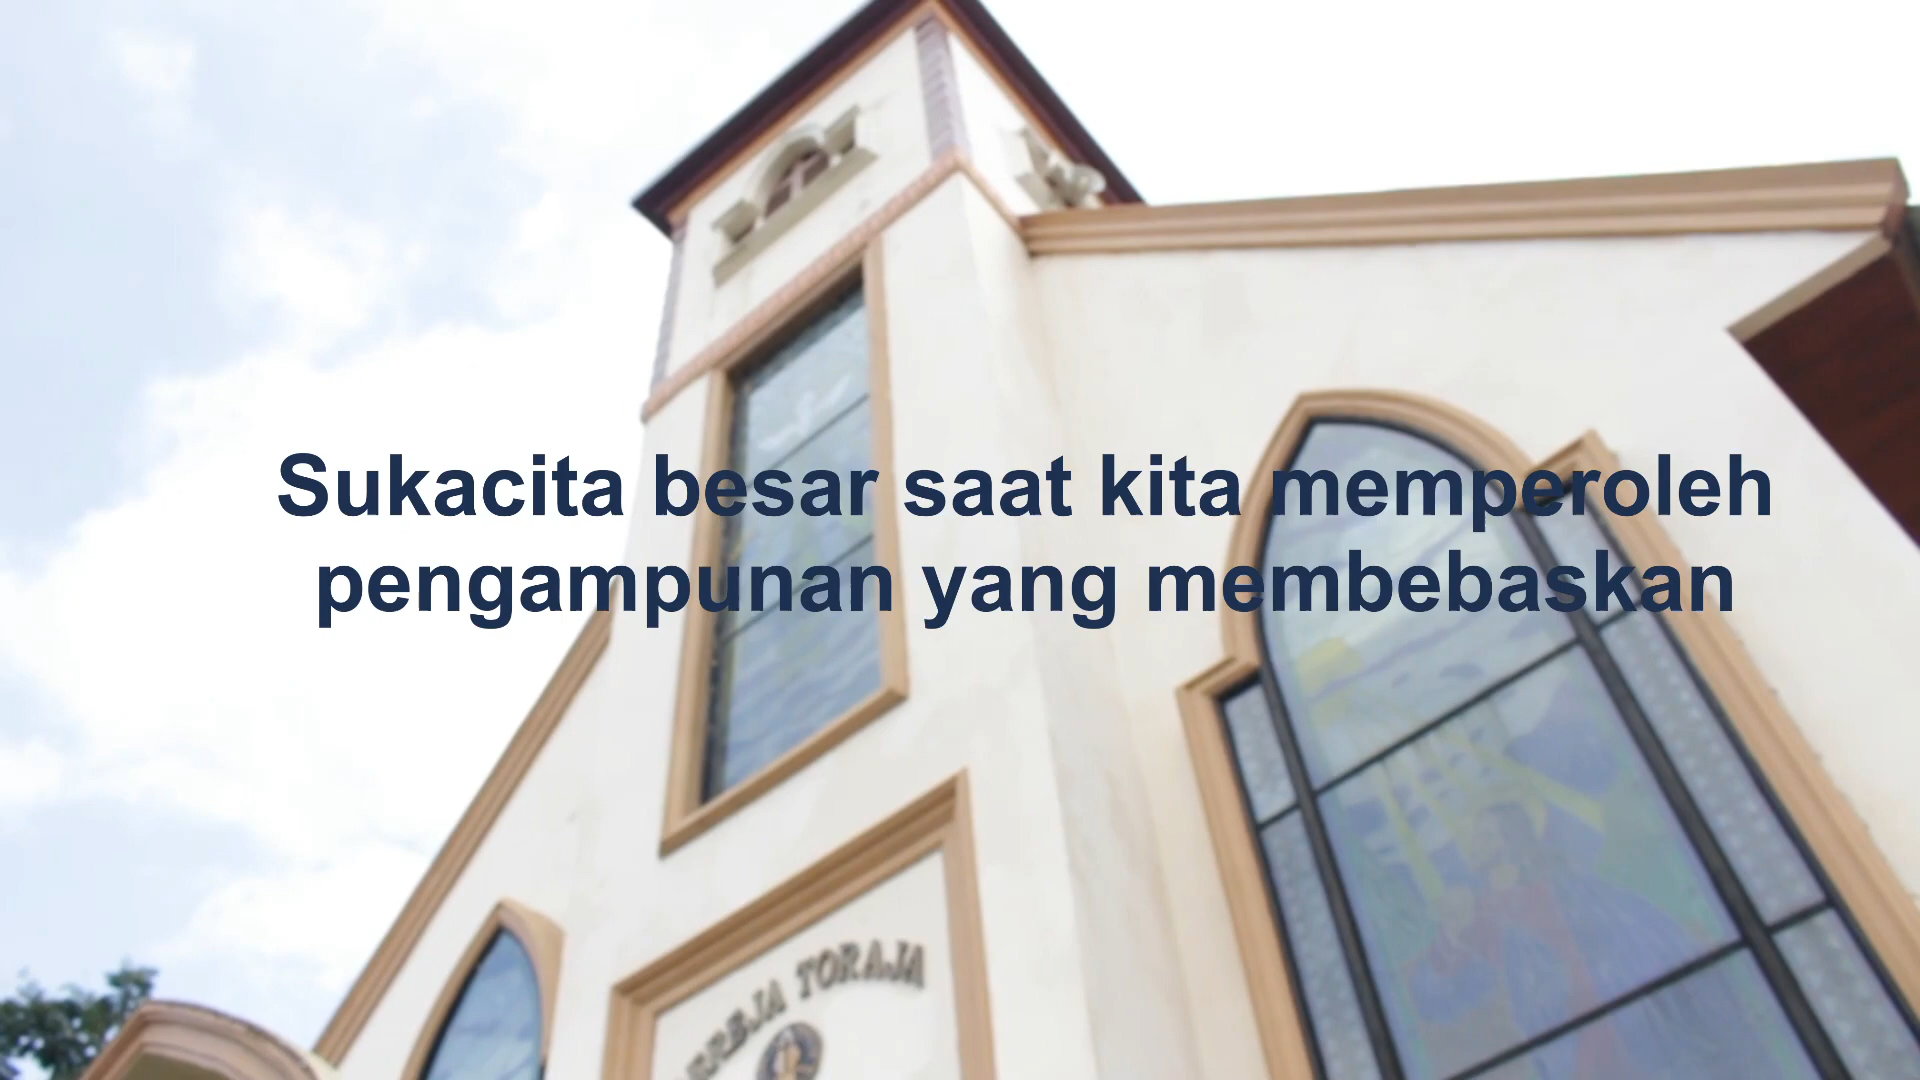 Sukacita besar saat kita memperoleh
pengampunan yang membebaskan
TORAJA